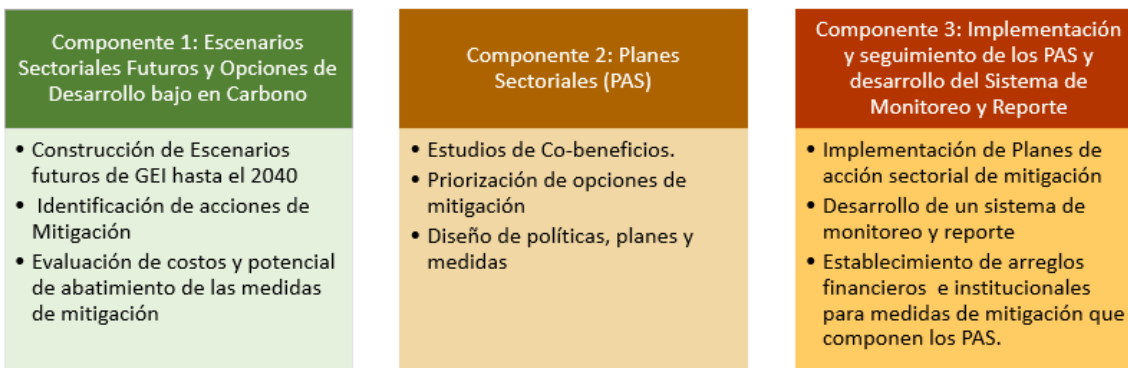 Componente 1: Escenarios
Sectoriales Futuros y Opciones de
Desarrollo bajo en Carbono
• Construcción de Escenarios
futuros de GEI hasta el 2040
• Identificación de acciones de
Mitigación
• Evaluación de costos y potencial
de abatimiento de las medidas
de mitigación
Componente 2: Planes
Sectoriales (PAS)
• Estudios de Co-beneficios.
• Priorización de opciones de
mitigación
• Diseño de políticas, planes y
medidas
Componente 3: Implementación
y seguimiento de los PAS y
desarrollo del Sistema de
Monitoreo y Reporte
• Implementación de Planes de
acción sectorial de mitigación
• Desarrollo de un sistema de
monitoreo y reporte
• Establecimiento de arreglos
financieros e institucionales
para medidas de mitigación que
componen los PAS.